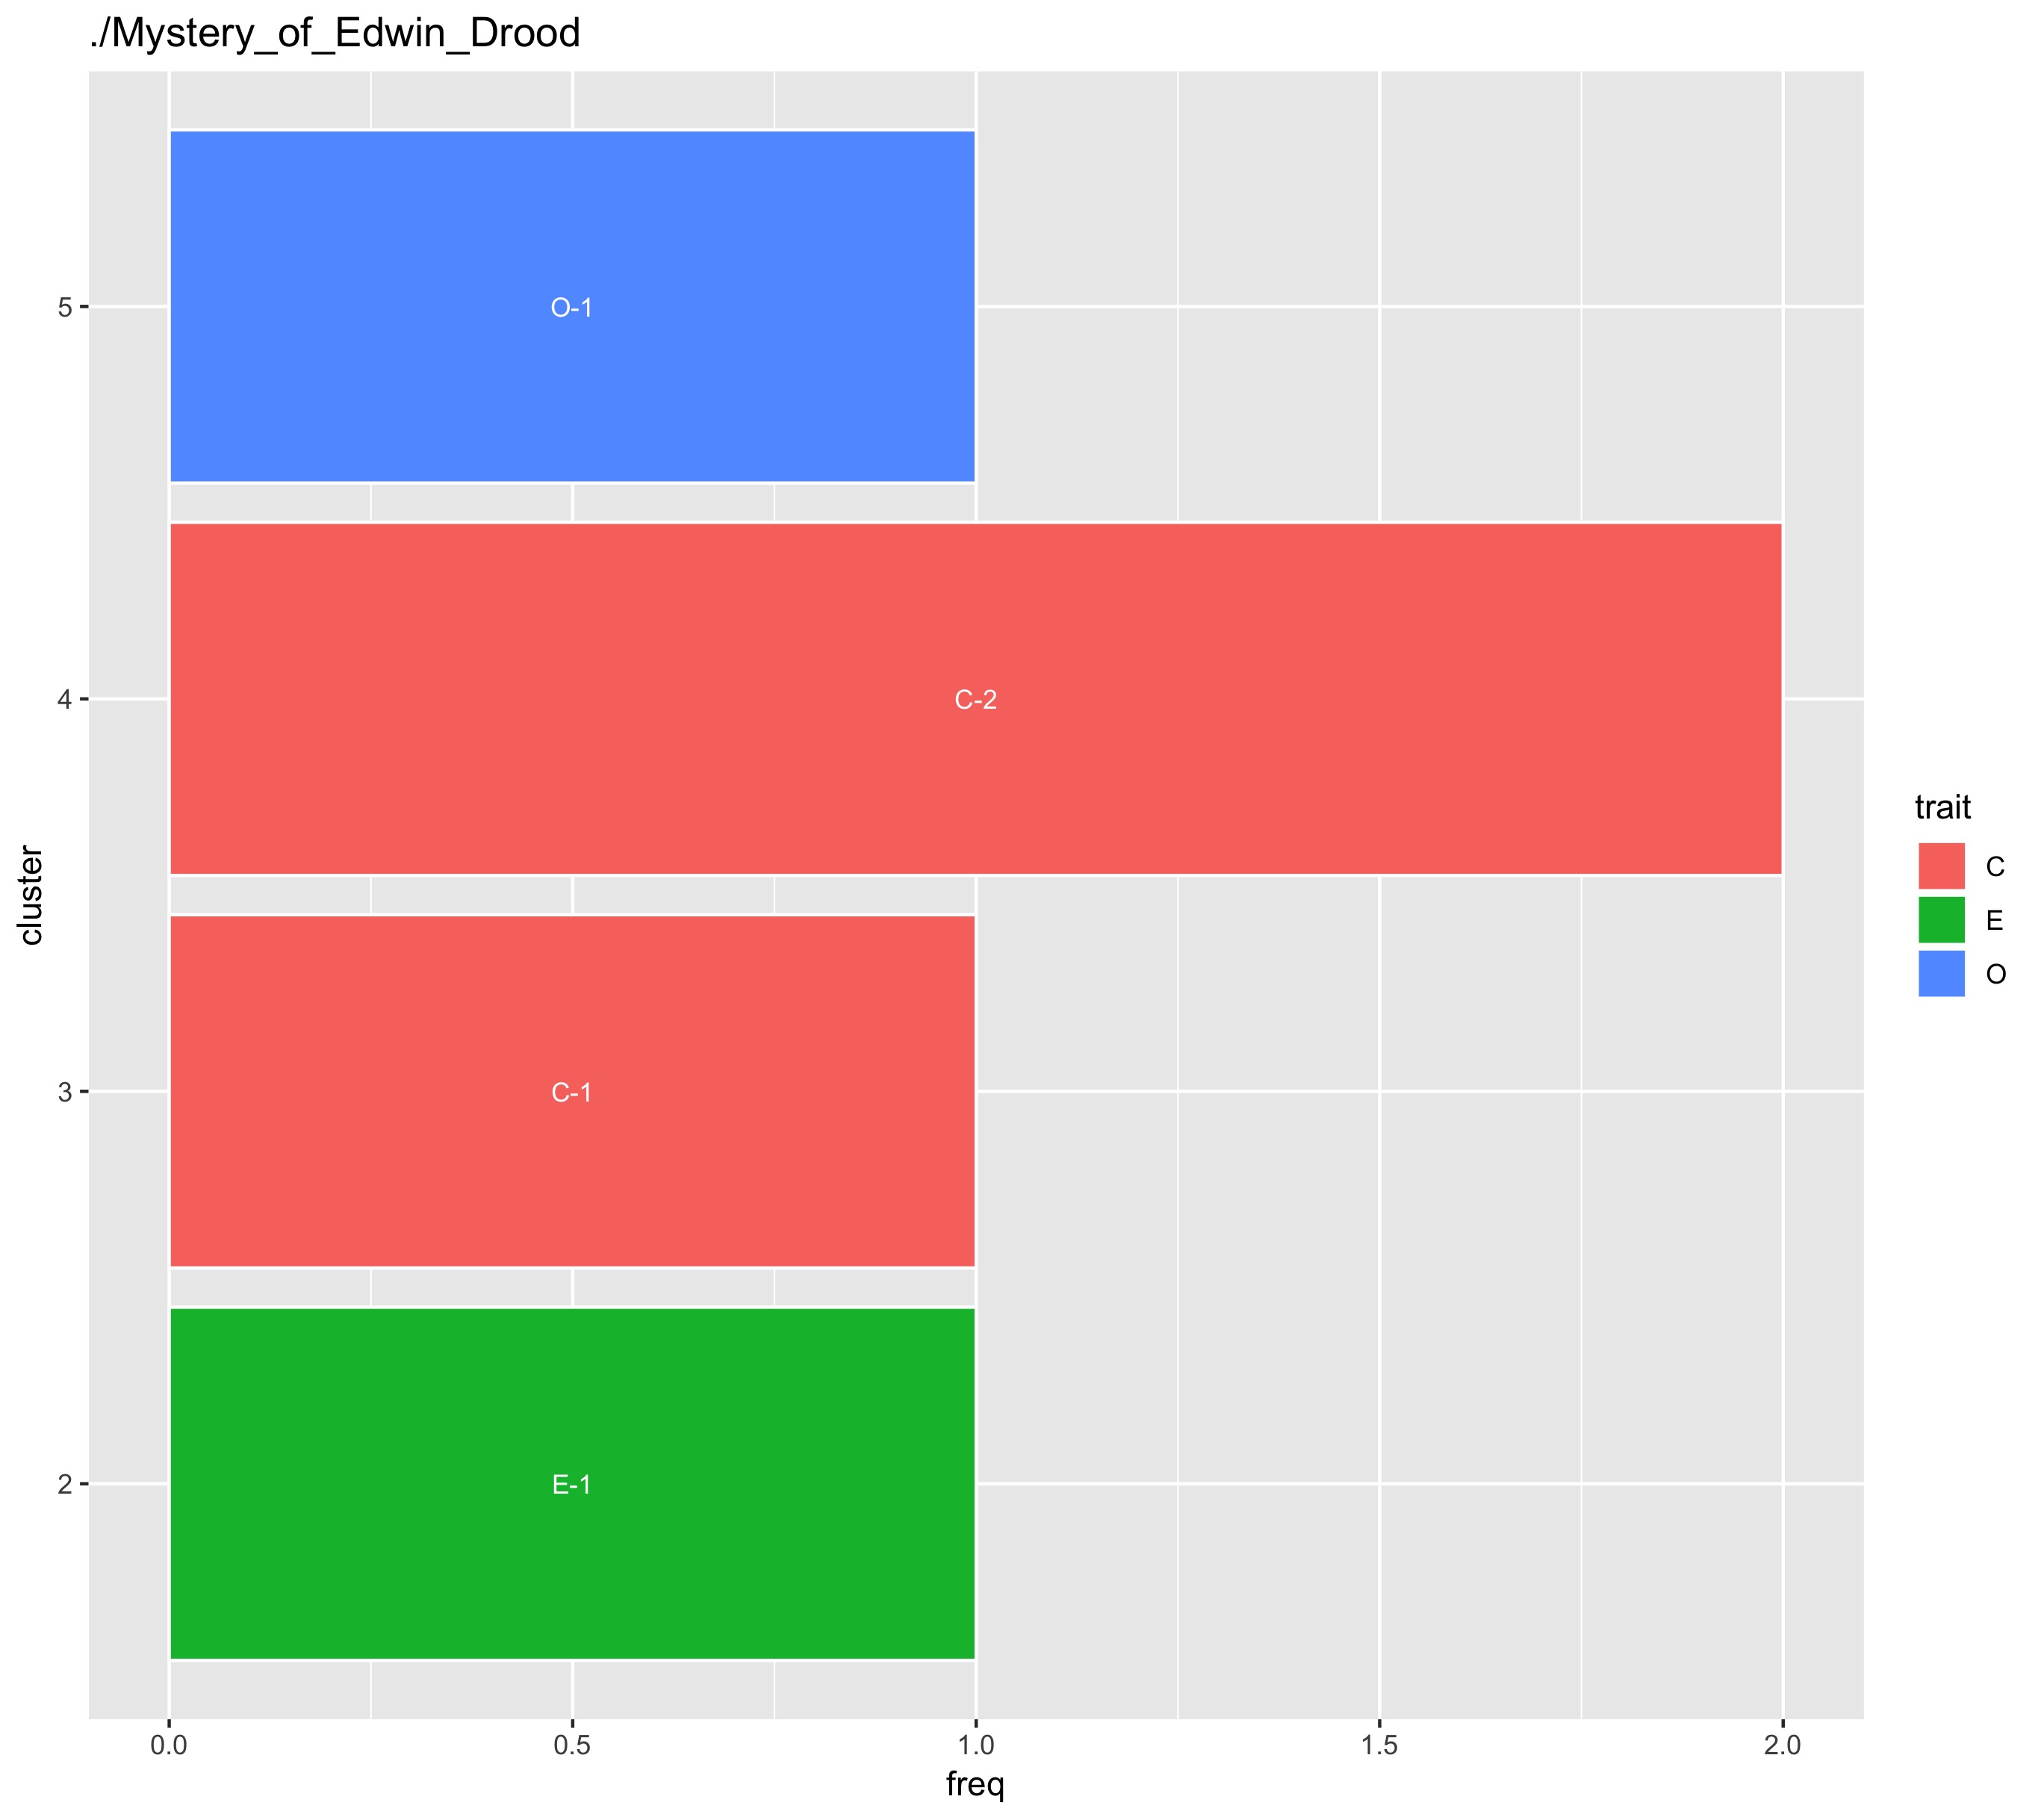 ./Mystery_of_Edwin_Drood
cluster
5
4
3
2
O-1
C-2
C-1
E-1
0.0 0.5 1.0 1.5 2.0
freq
trait
C
E
O